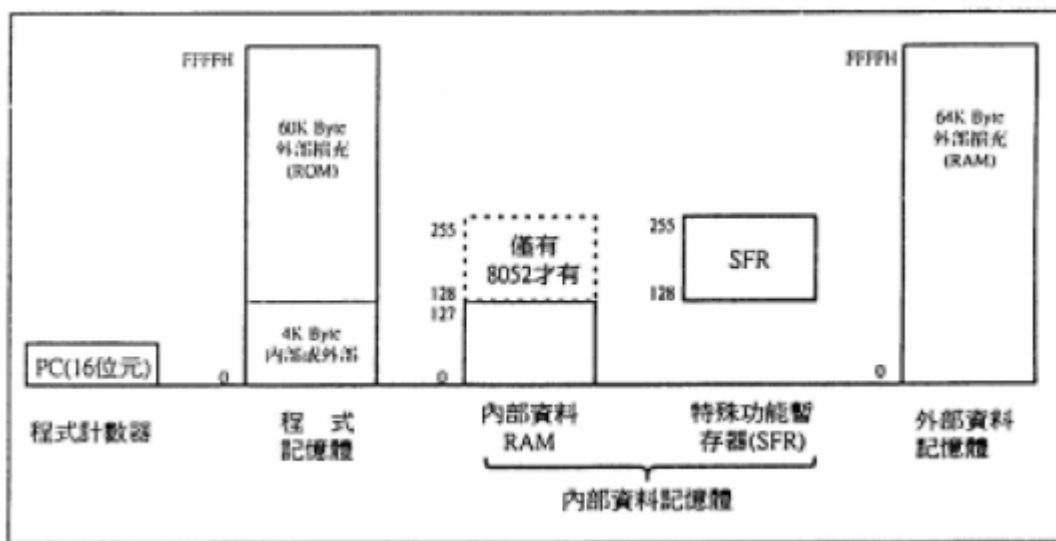 FFFFH
60K Byte
外部擴充
(ROM)
4K Byte
內部或外部
0
PC(16位元)
程式計數器
程 式
記憶體
255
僅有
8052才有
128
127
0
內部資料
RAM
255
SFR
128
特殊功能暫
存器(SFR)
內部資料記憶體
FFFFH
64K Byte
外部擴充
(RAM)
0
外部資料
記憶體